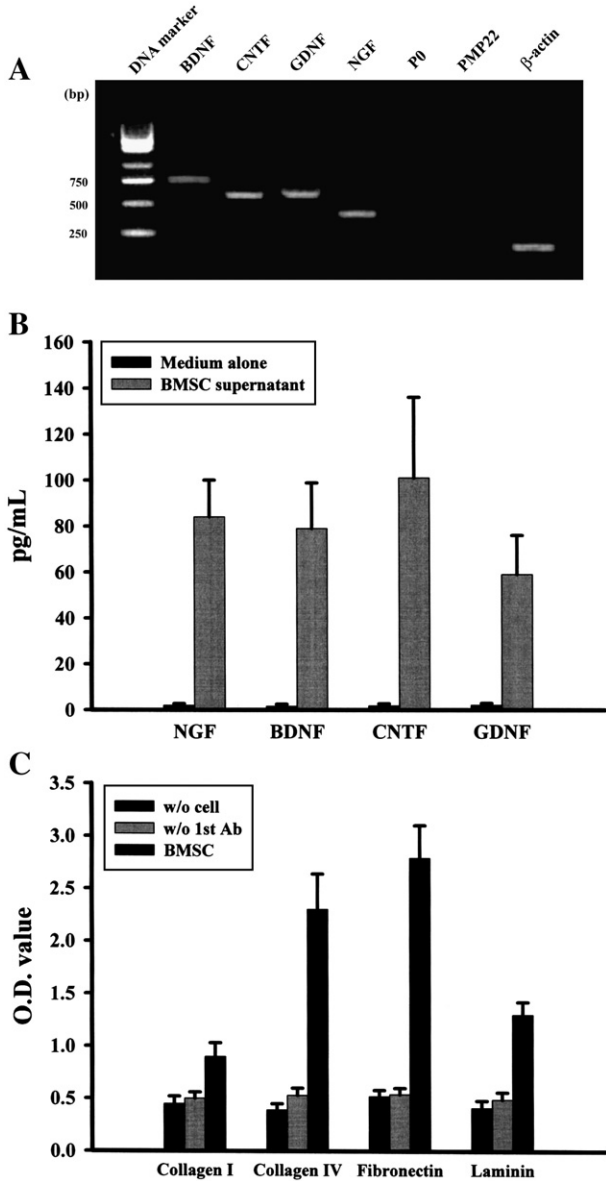 A
DNA marker BDNF CNTF GDNF NGF P0 PMP22 β-actin
(bp)
750
500
250
B
160
140
120
100
80
60
40
20
0
pg/mL
Medium alone
BMSC supernatant
NGF BDNF CNTF GDNF
C
3.5
3.0
2.5
2.0
1.5
1.0
0.5
0.0
O.D. value
w/o cell
w/o 1st Ab
BMSC
Collagen I Collagen IV Fibronectin Laminin